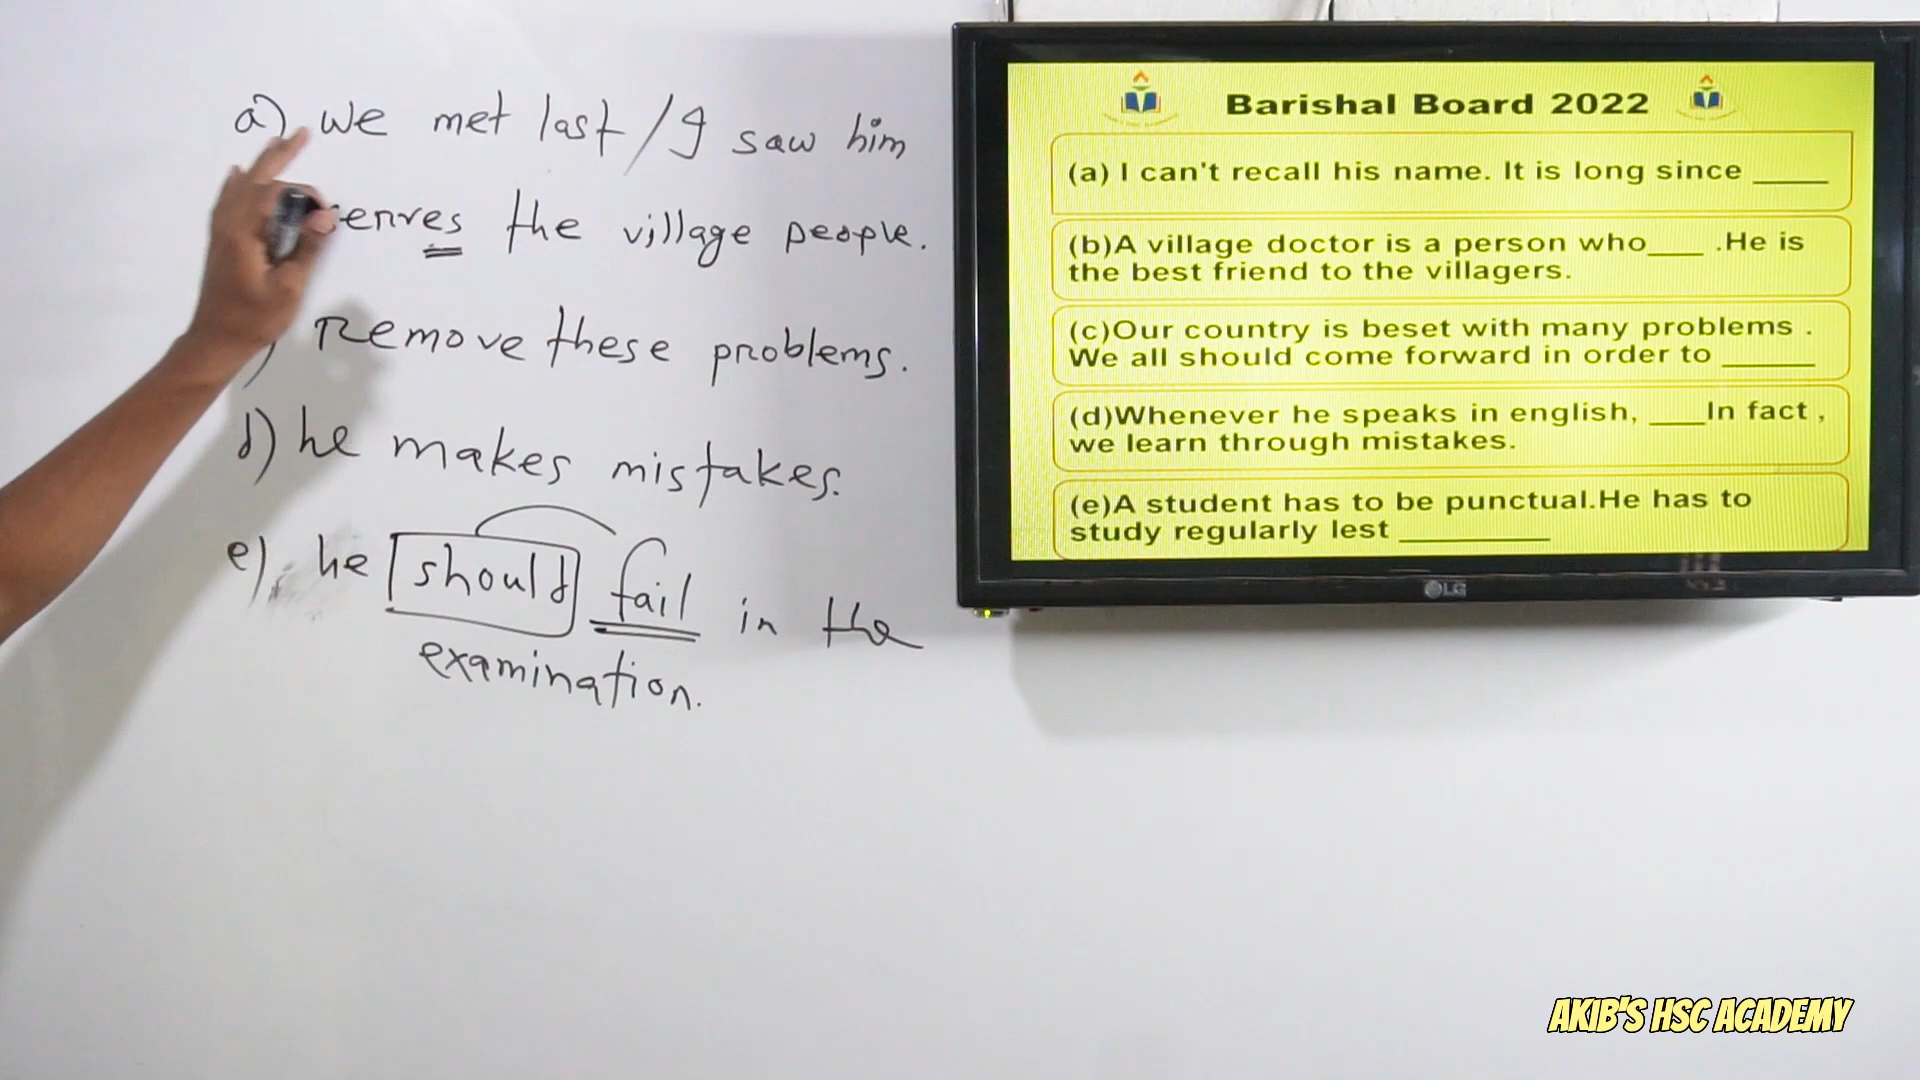 a) We met last / I saw him
serves the village people.
) Remove these problems.
d) he makes mistakes.
e) he should fail in the
examination.
Barishal Board 2022
(a) I can't recall his name. It is long since _____
(b)A village doctor is a person who____ .He is
the best friend to the villagers.
(c)Our country is beset with many problems .
We all should come forward in order to ______
(d)Whenever he speaks in english, ____In fact ,
we learn through mistakes.
(e)A student has to be punctual.He has to
study regularly lest __________
LG
AKIB'S HSC ACADEMY